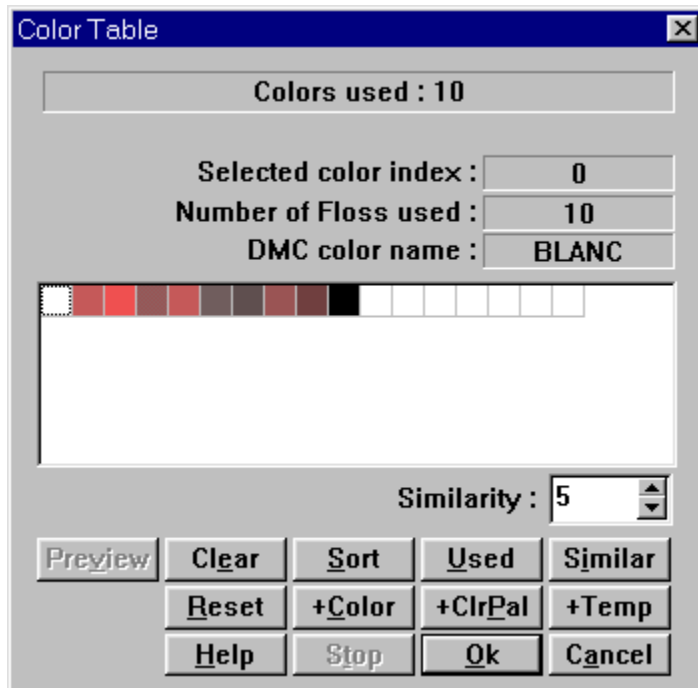 Color Table
Colors used : 10
Selected color index : 0
Number of Floss used : 10
DMC color name : BLANC
Similarity : 5
Preview Clear Sort Used Similar
Reset +Color +ClrPal +Temp
Help Stop Ok Cancel